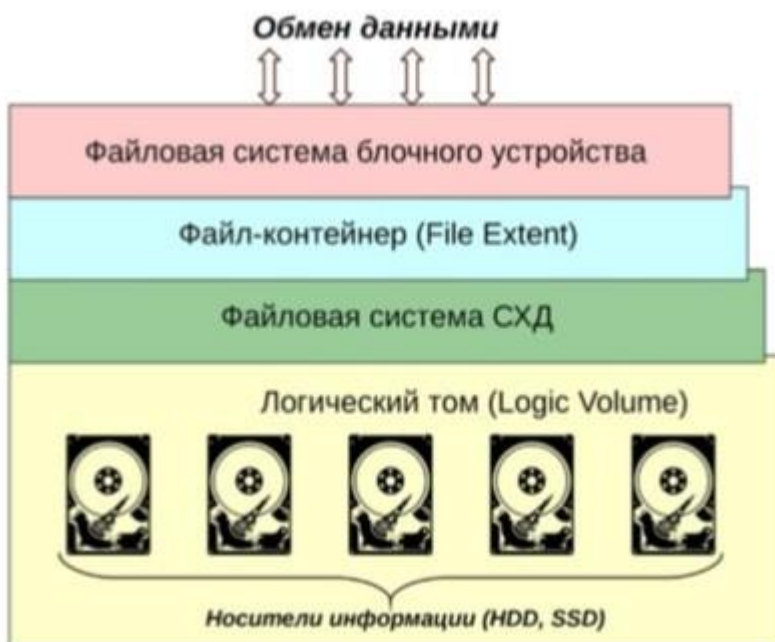 Обмен данными
Файловая система блочного устройства
Файл-контейнер (File Extent)
Файловая система СХД
Логический том (Logic Volume)
Носители информации (HDD, SSD)